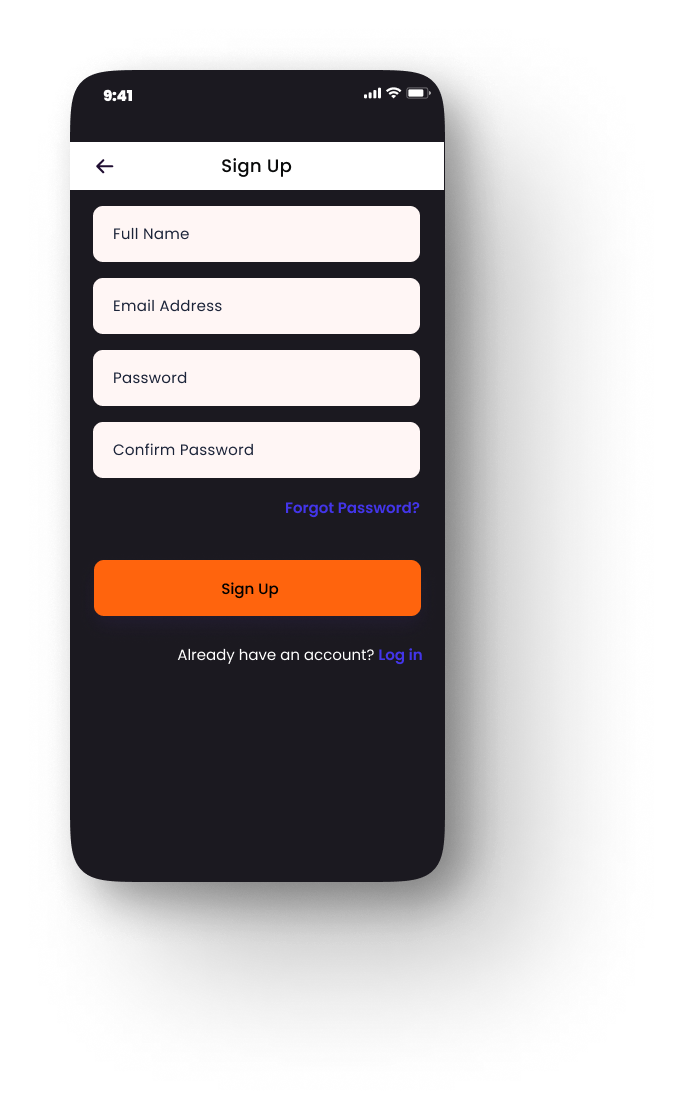 9:41
Sign Up
Full Name
Email Address
Password
Confirm Password
Forgot Password?
Sign Up
Already have an account? Log in